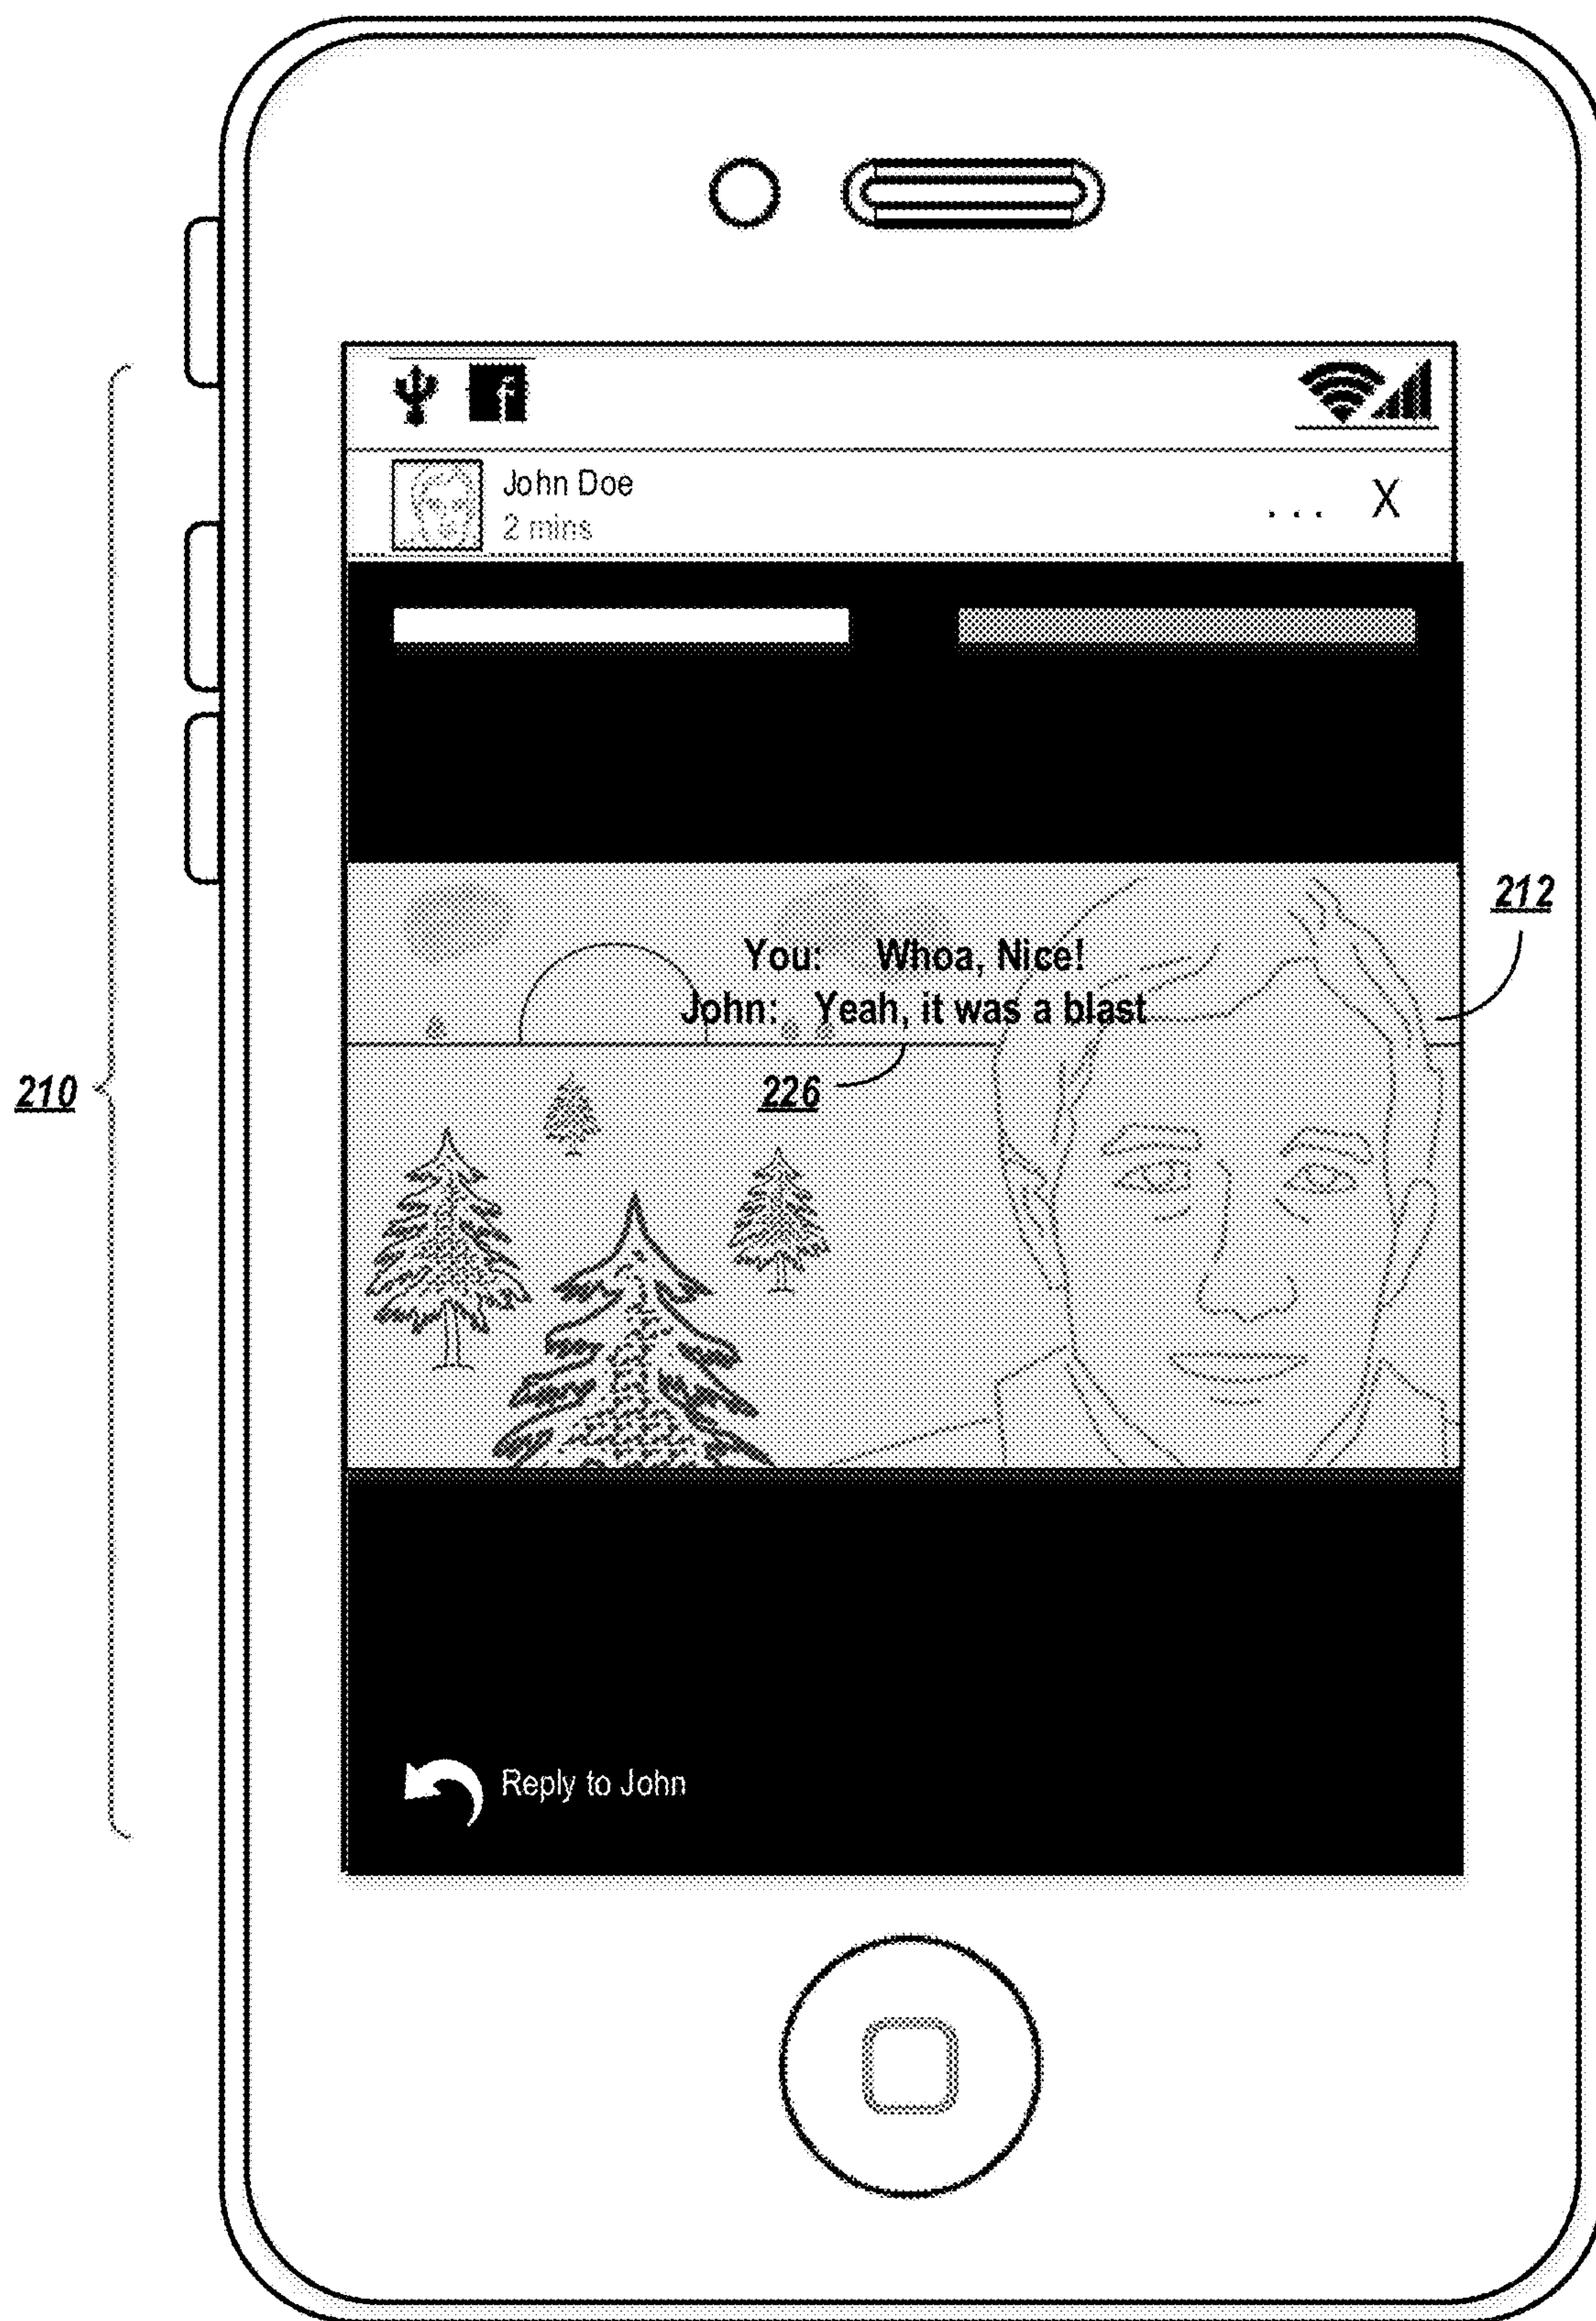 f
John Doe
2 mins
... X
212
You: Whoa, Nice!
John: Yeah, it was a blast
210
226
Reply to John